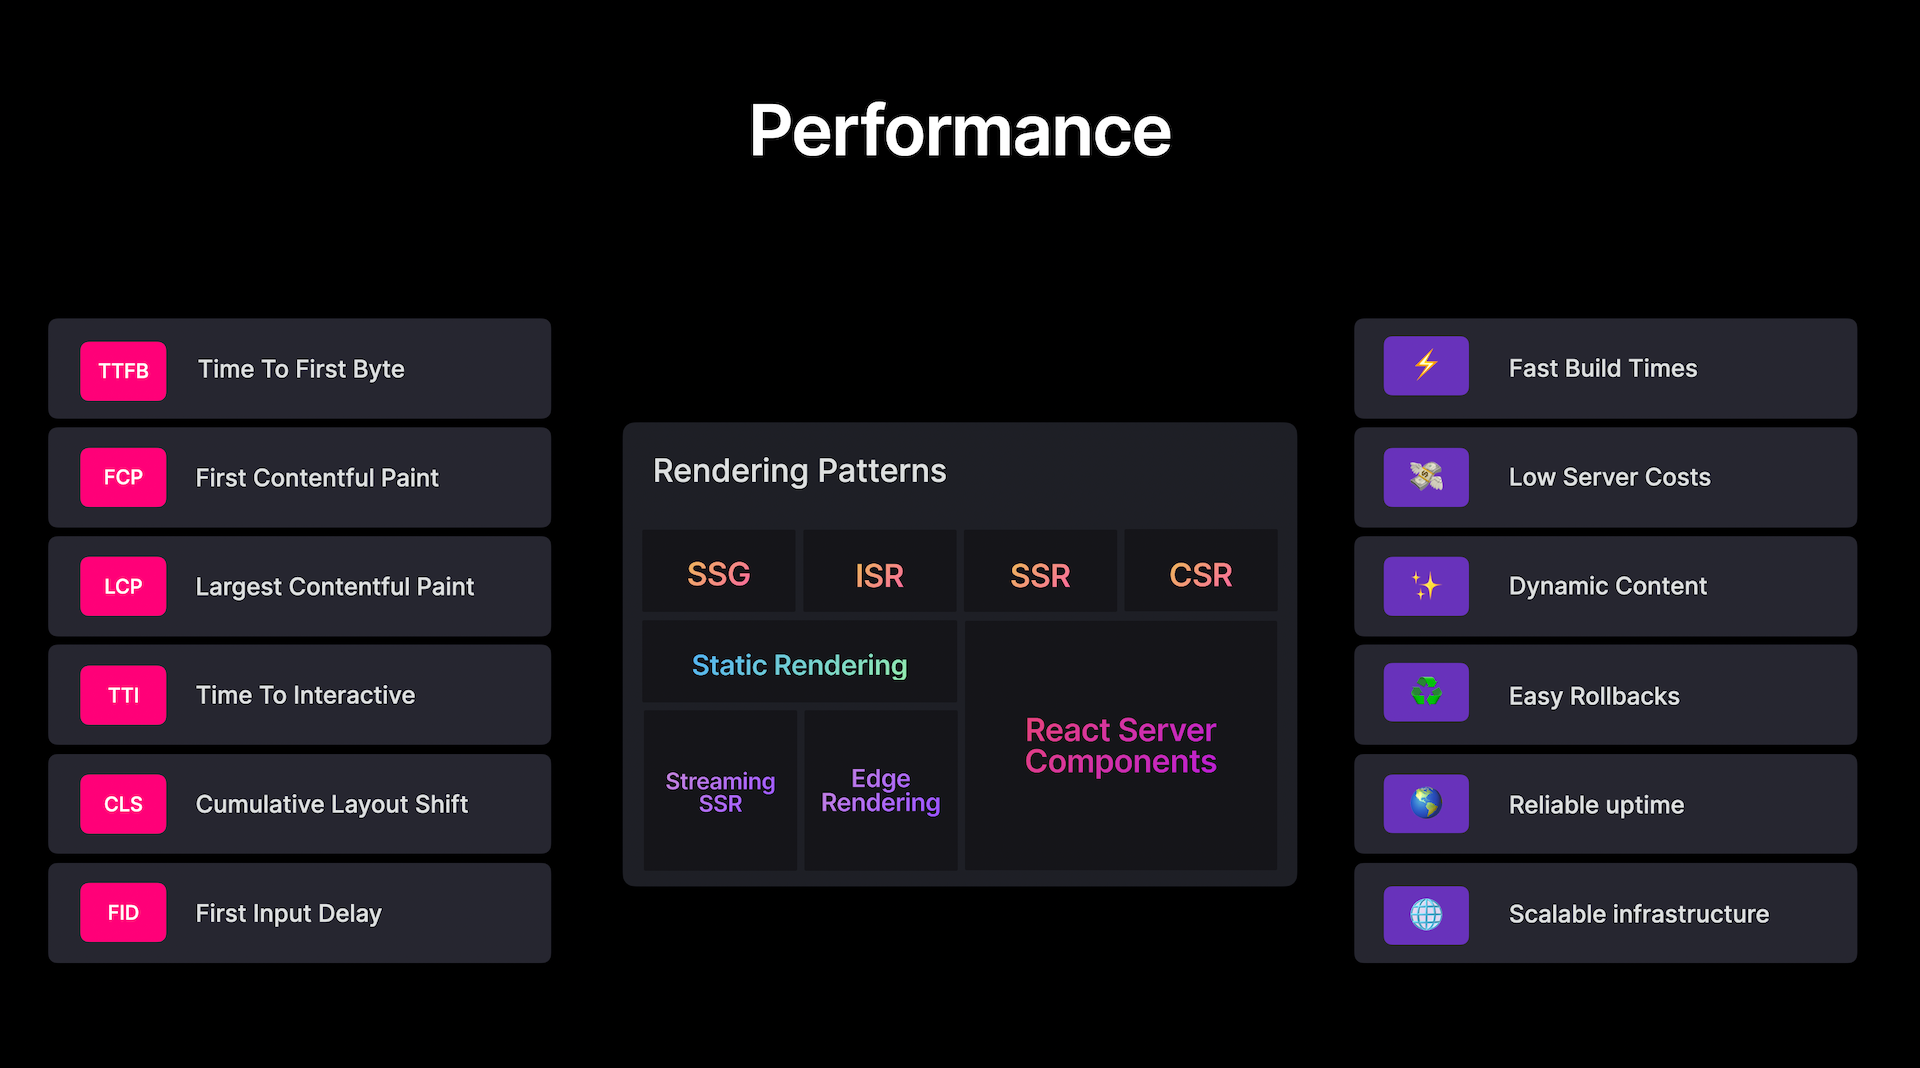 Performance
TTFB Time To First Byte
FCP First Contentful Paint
LCP Largest Contentful Paint
TTI Time To Interactive
CLS Cumulative Layout Shift
FID First Input Delay
Rendering Patterns
SSG ISR SSR CSR
Static Rendering
Streaming
SSR
Edge
Rendering
React Server
Components
Fast Build Times
Low Server Costs
Dynamic Content
Easy Rollbacks
Reliable uptime
Scalable infrastructure